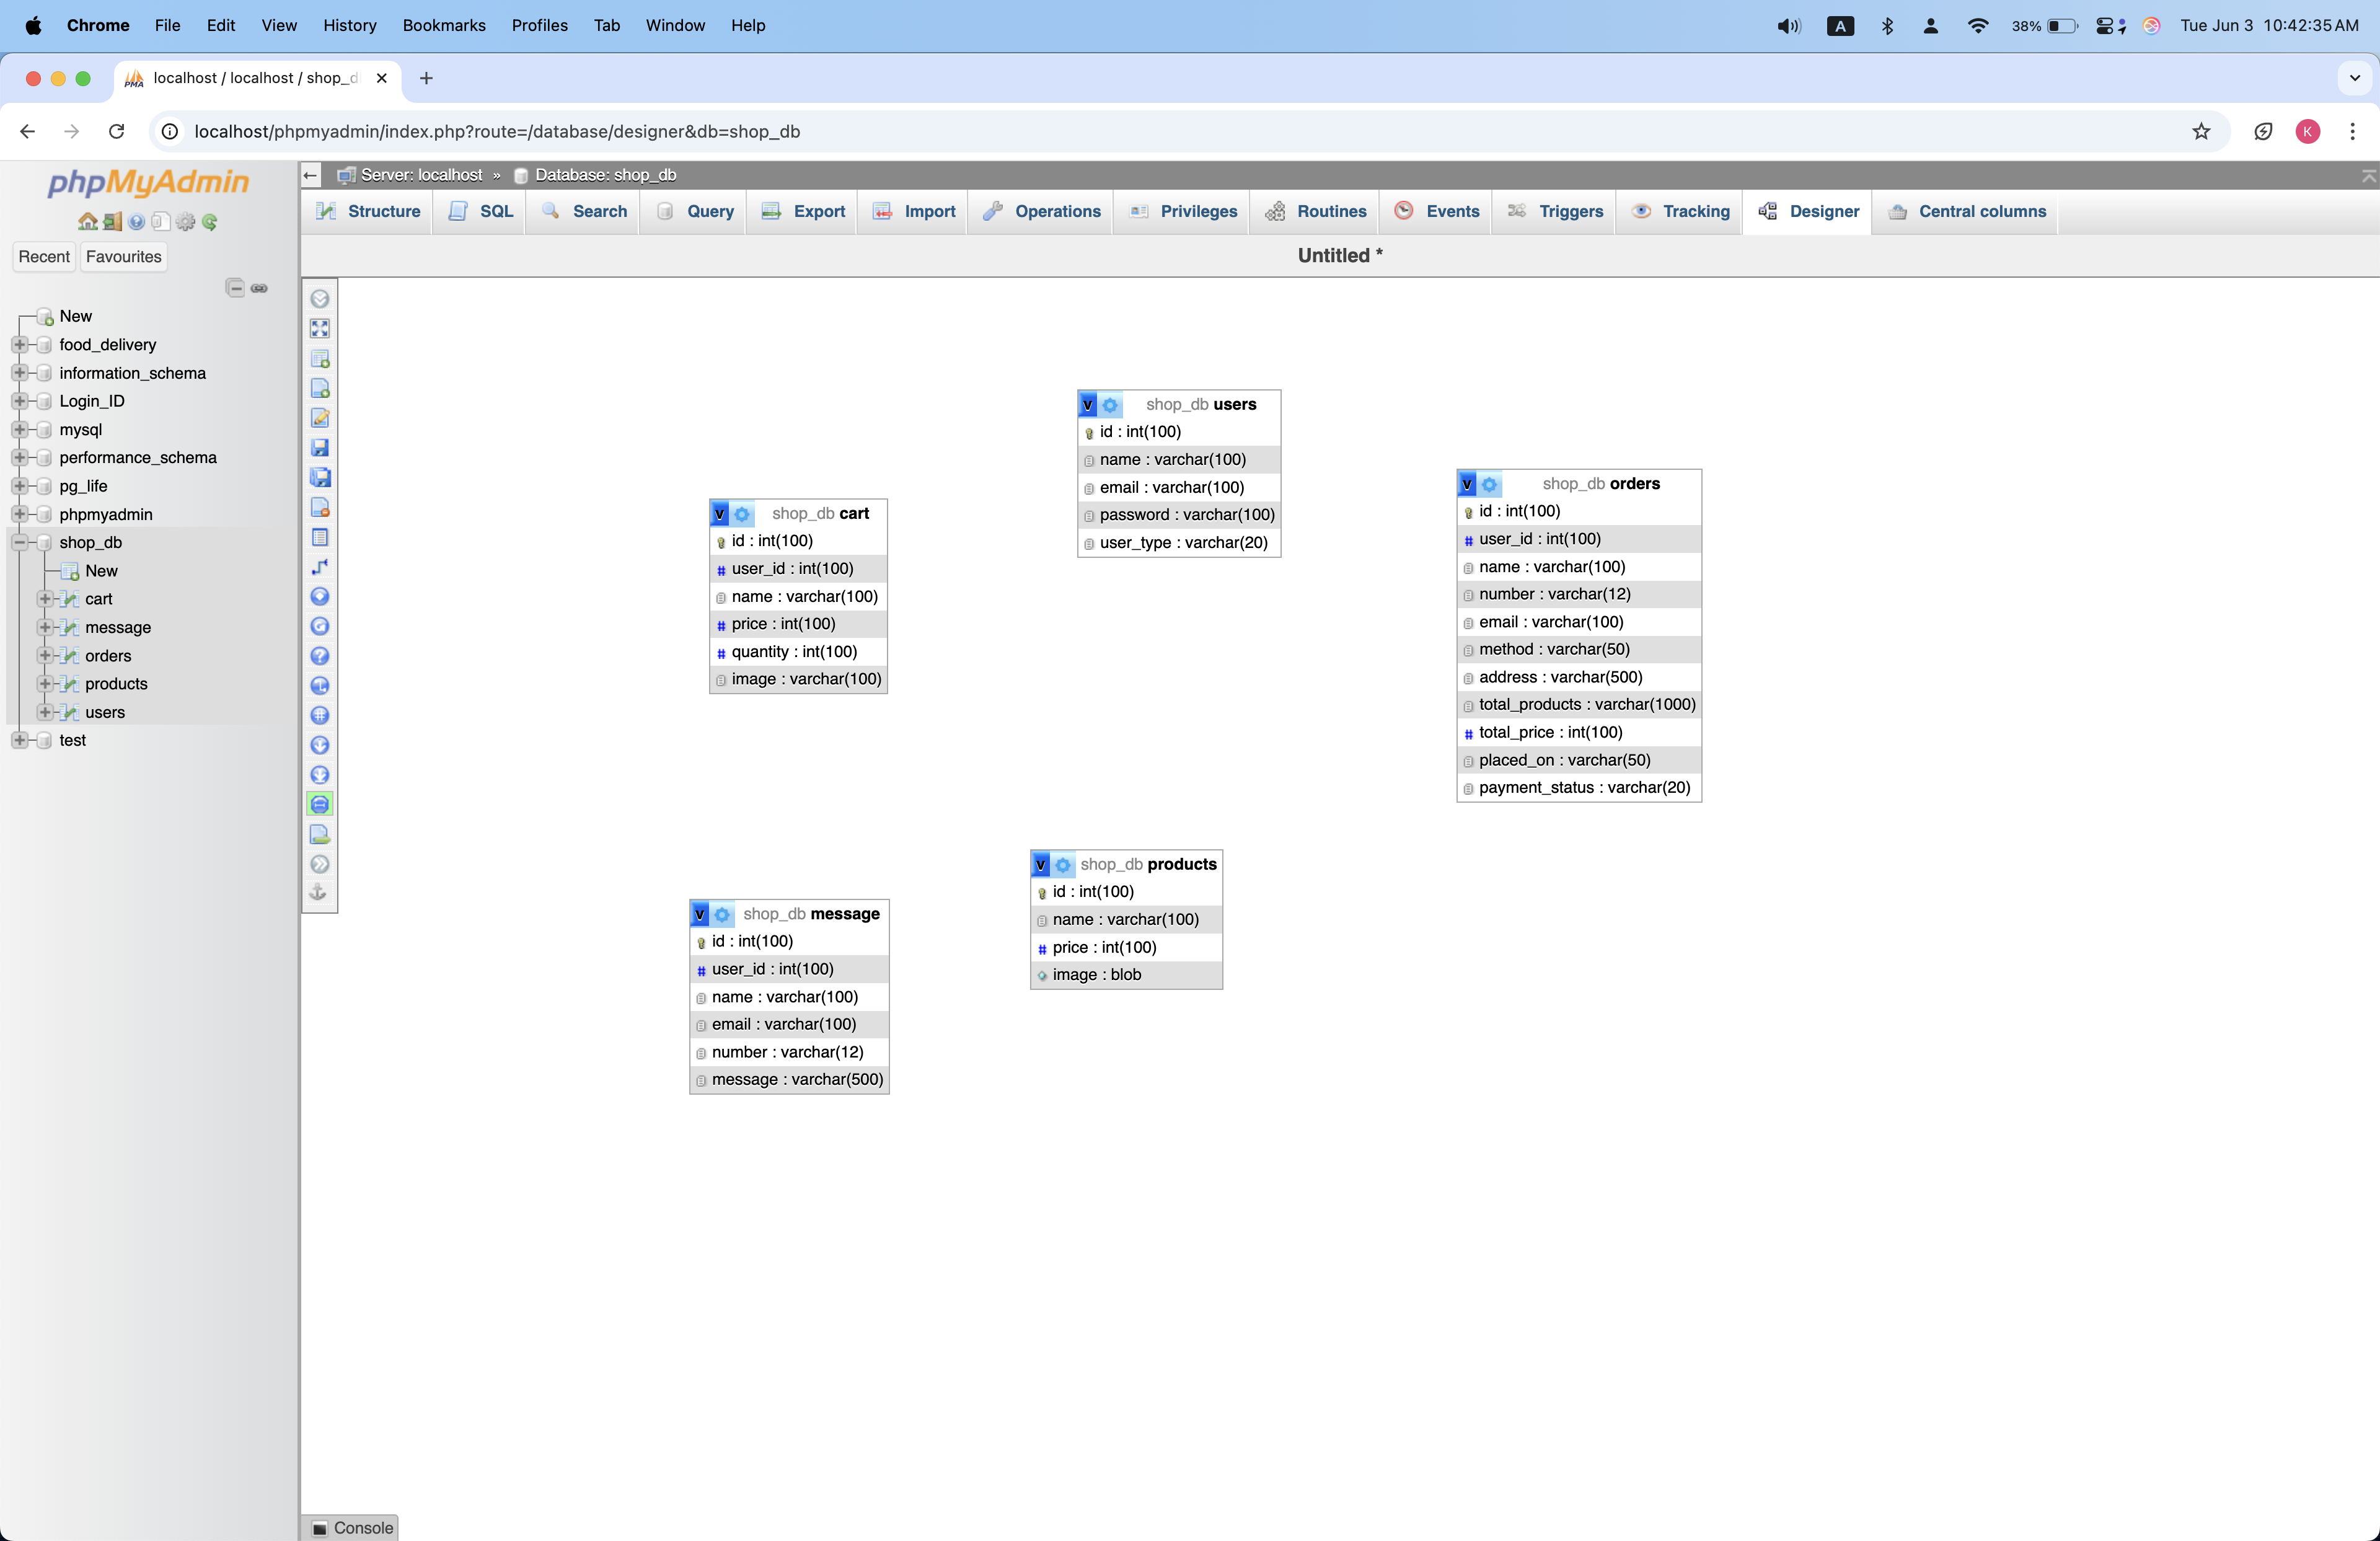 Chrome File Edit View History Bookmarks Profiles Tab Window Help A 38% Tue Jun 3 10:42:35 AM
PMA localhost / localhost / shop_d
localhost/phpmyadmin/index.php?route=/database/designer&db=shop_db K
phpMyAdmin
Recent Favourites
New
food_delivery
information_schema
Login_ID
mysql
performance_schema
pg_life
phpmyadmin
shop_db
New
cart
message
orders
products
users
test
Server: localhost » Database: shop_db
Structure SQL Search Query Export Import Operations Privileges Routines Events Triggers Tracking Designer Central columns
Untitled *
v shop_db users
id : int(100)
name : varchar(100)
email : varchar(100)
password : varchar(100)
user_type : varchar(20)
v shop_db orders
id : int(100)
# user_id : int(100)
name : varchar(100)
number : varchar(12)
email : varchar(100)
method : varchar(50)
address : varchar(500)
total_products : varchar(1000)
# total_price : int(100)
placed_on : varchar(50)
payment_status : varchar(20)
v shop_db cart
id : int(100)
# user_id : int(100)
name : varchar(100)
# price : int(100)
# quantity : int(100)
image : varchar(100)
v shop_db products
id : int(100)
name : varchar(100)
# price : int(100)
image : blob
v shop_db message
id : int(100)
# user_id : int(100)
name : varchar(100)
email : varchar(100)
number : varchar(12)
message : varchar(500)
Console